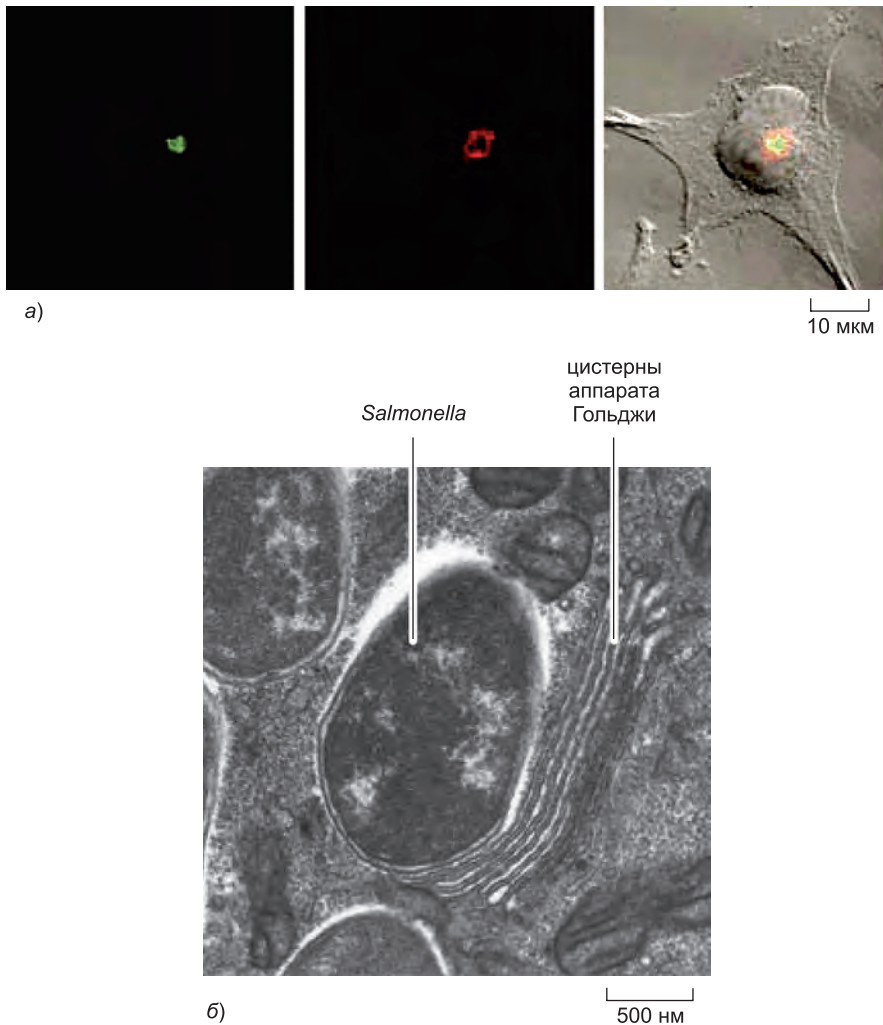 а)
10 мкм
Salmonella
цистерны
аппарата
Гольджи
б)
500 нм